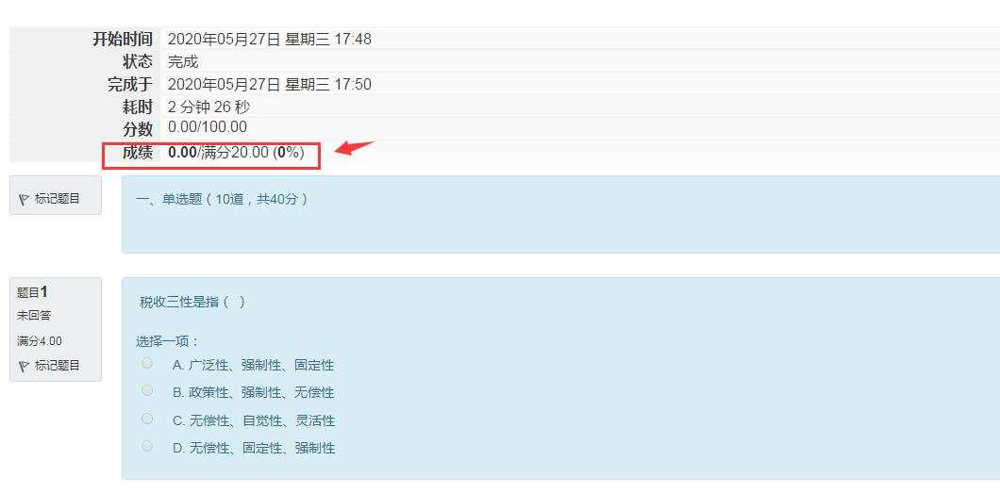 开始时间 2020年05月27日 星期三 17:48
状态 完成
完成于 2020年05月27日 星期三 17:50
耗时 2 分钟 26 秒
分数 0.00/100.00
成绩 0.00/满分20.00 (0%)
标记题目
一、单选题（10道，共40分）
题目1
未回答
满分4.00
标记题目
税收三性是指（ ）
选择一项：
A. 广泛性、强制性、固定性
B. 政策性、强制性、无偿性
C. 无偿性、自觉性、灵活性
D. 无偿性、固定性、强制性